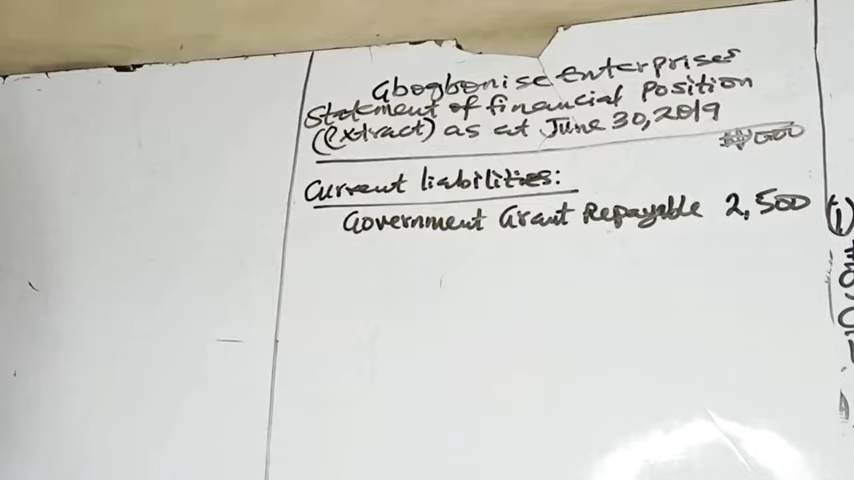 Gbogbonise Enterprises
Statement of financial Position
(Extract) as at June 30, 2019
₦'000
Current liabilities:
Government Grant Repayable 2,500
(1)